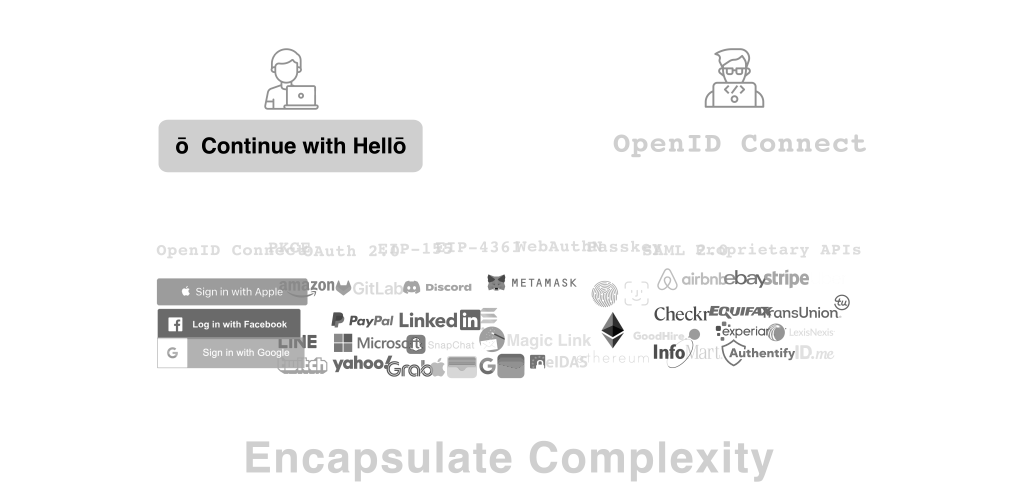 ō Continue with Hellō
OpenID Connect
OpenID Connect PKCE OAuth 2.0 EIP-155 EIP-4361 WebAuthN Passkey SAML 2.0 Proprietary APIs
Sign in with Apple amazon GitLab Discord METAMASK airbnb ebay stripe
Log in with Facebook PayPal LinkedIn Checkr EQUIFAX TransUnion tu
LINE Microsoft SnapChat Magic Link ethereum GoodHire experian LexisNexis
G Sign in with Google twitch yahoo! Grab G eIDAS InfoMart Authentify ID.me
Encapsulate Complexity